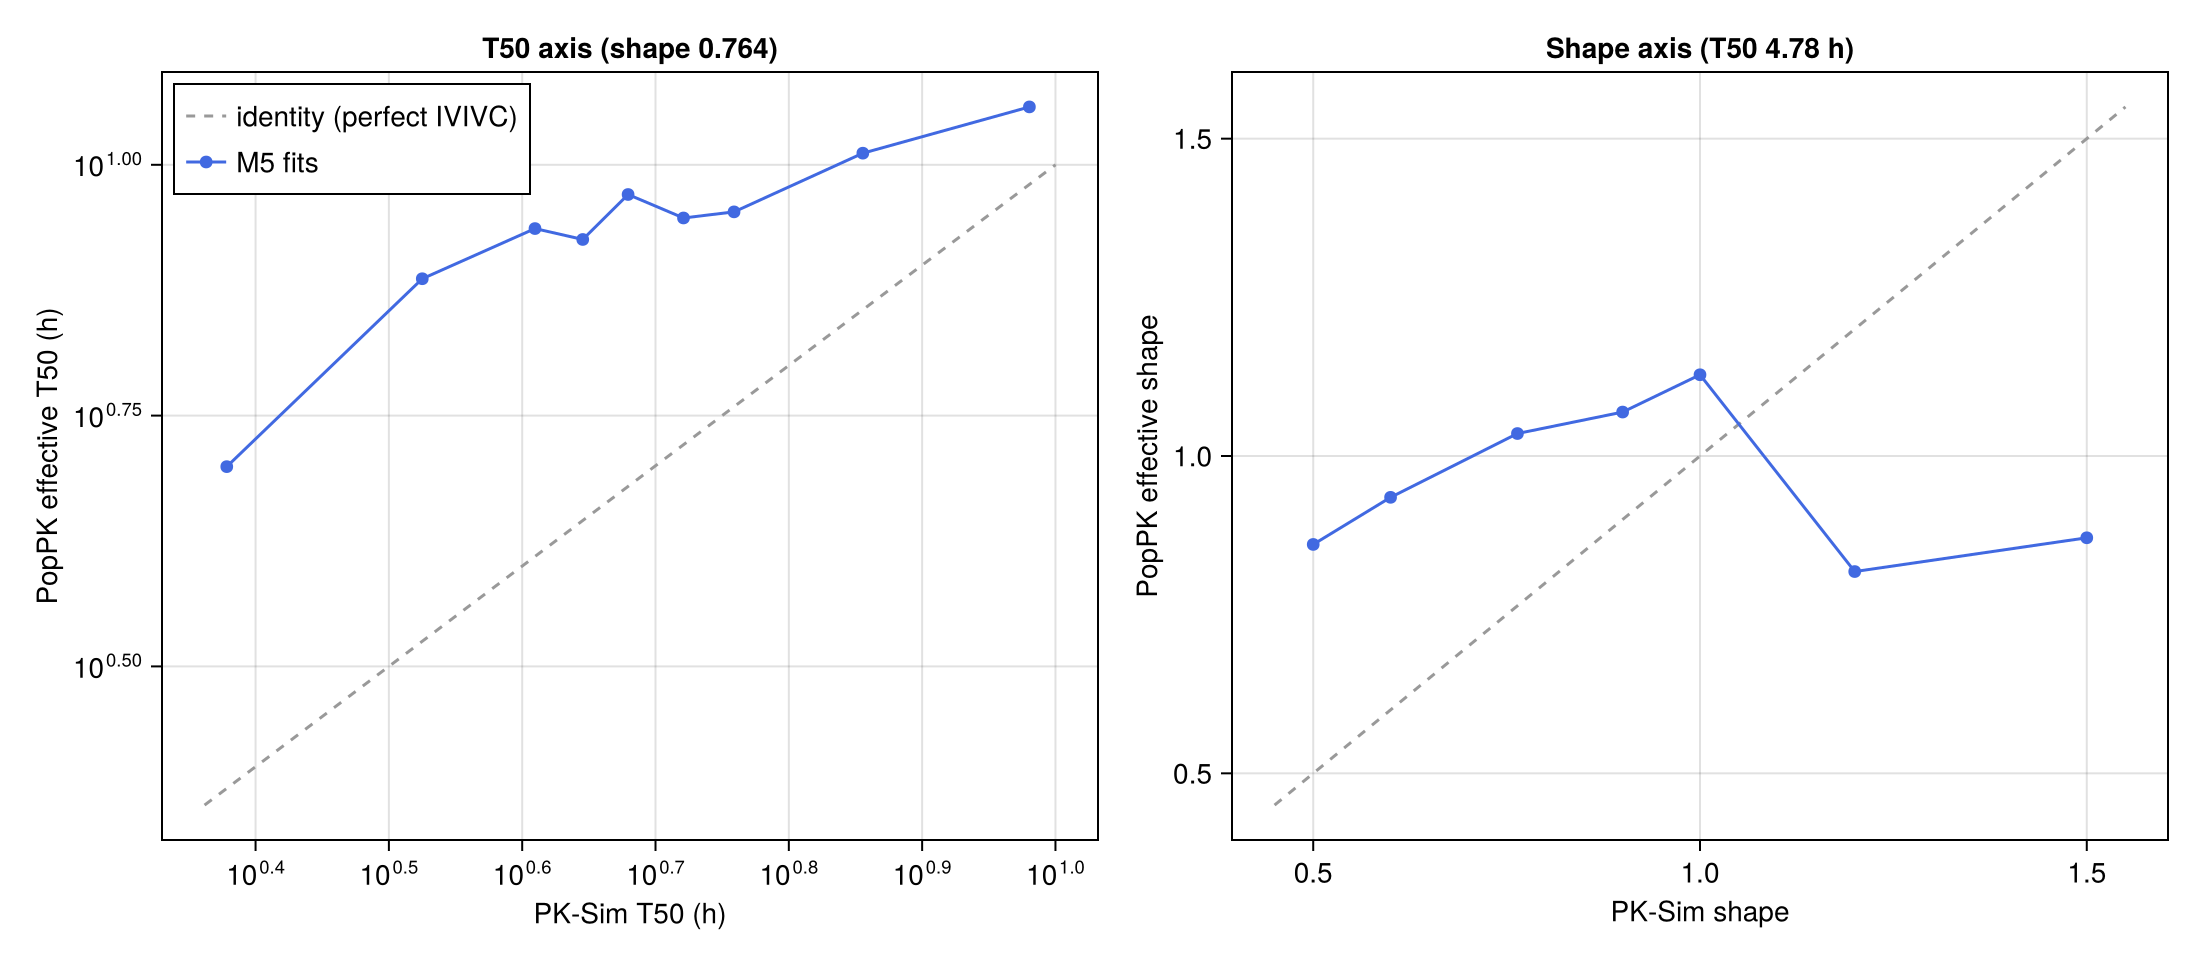 T50 axis (shape 0.764)
identity (perfect IVIVC)
M5 fits
10^1.00
10^0.75
10^0.50
PopPK effective T50 (h)
10^0.4 10^0.5 10^0.6 10^0.7 10^0.8 10^0.9 10^1.0
PK-Sim T50 (h)
Shape axis (T50 4.78 h)
1.5
1.0
0.5
PopPK effective shape
0.5 1.0 1.5
PK-Sim shape